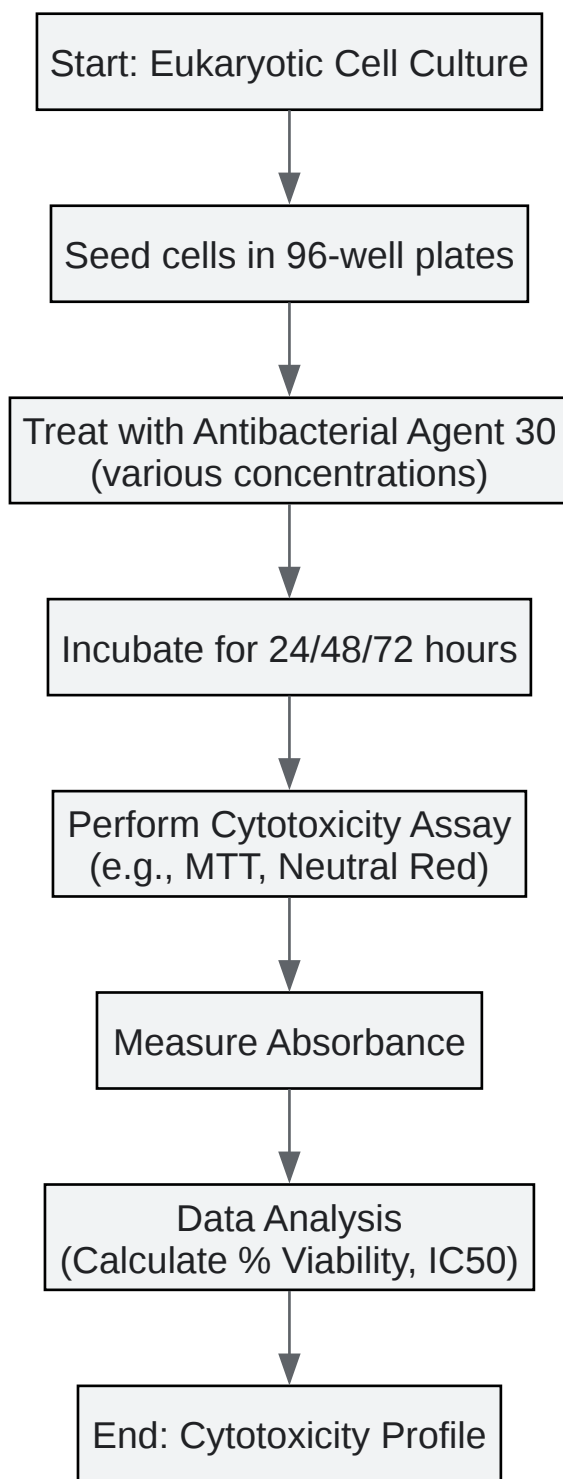 Start: Eukaryotic Cell Culture
Seed cells in 96-well plates
Treat with Antibacterial Agent 30
(various concentrations)
Incubate for 24/48/72 hours
Perform Cytotoxicity Assay
(e.g., MTT, Neutral Red)
Measure Absorbance
Data Analysis
(Calculate % Viability, IC50)
End: Cytotoxicity Profile